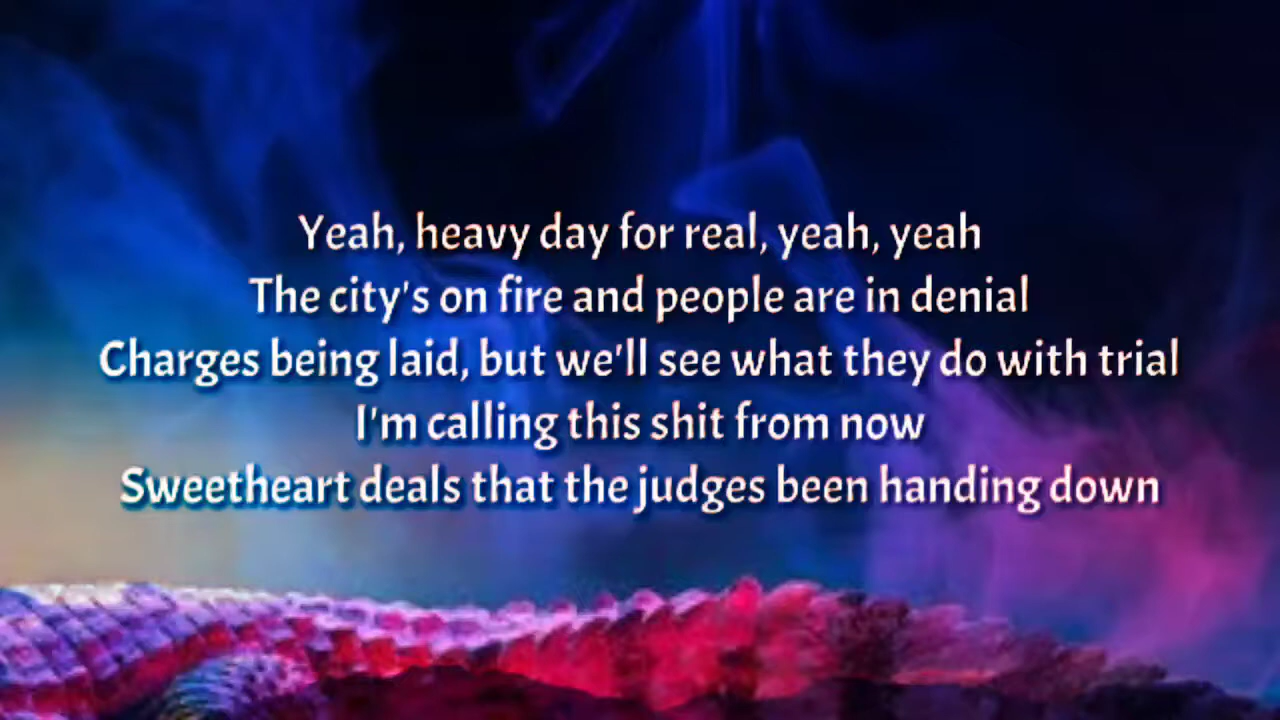 Yeah, heavy day for real, yeah, yeah
The city's on fire and people are in denial
Charges being laid, but we'll see what they do with trial
I'm calling this shit from now
Sweetheart deals that the judges been handing down